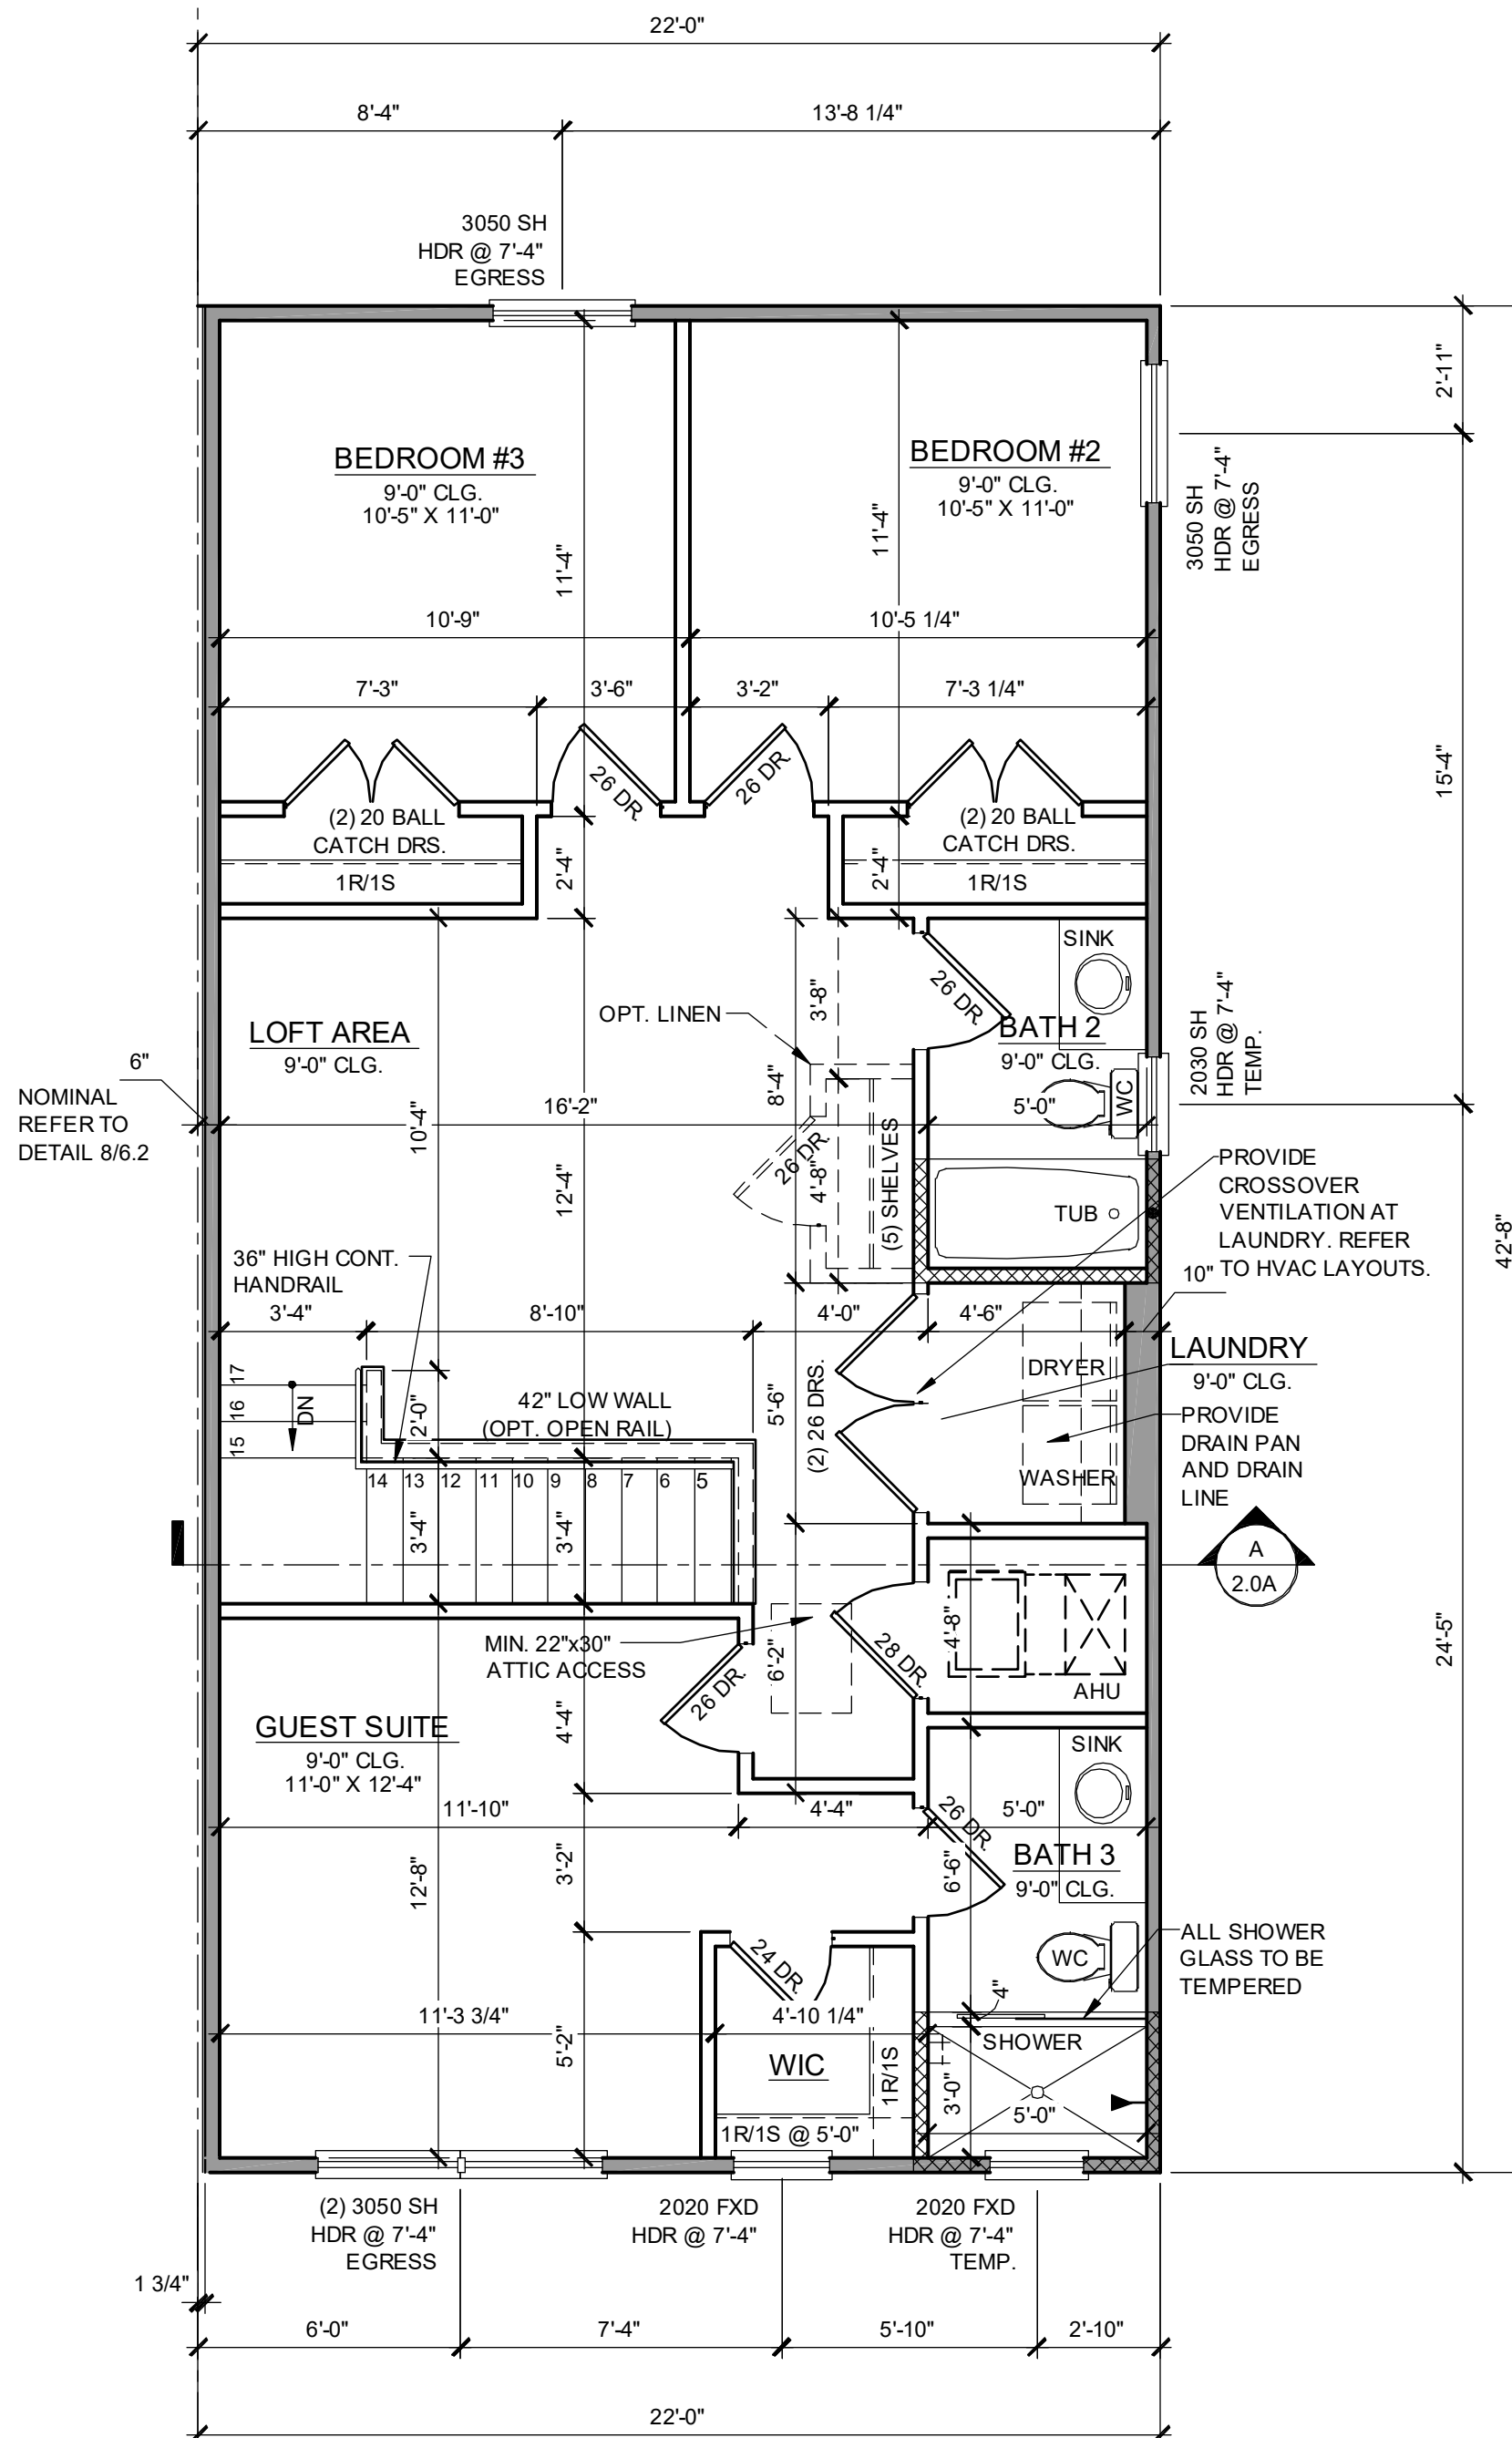 22'-0"
8'-4"
13'-8 1/4"
3050 SH
HDR @ 7'-4"
EGRESS
2'-11"
BEDROOM #3
9'-0" CLG.
10'-5" X 11'-0"
BEDROOM #2
9'-0" CLG.
10'-5" X 11'-0"
3050 SH
HDR @ 7'-4"
EGRESS
11'-4"
11'-4"
10'-9"
10'-5 1/4"
7'-3"
3'-6"
3'-2"
7'-3 1/4"
15'-4"
26 DR.
26 DR.
(2) 20 BALL
CATCH DRS.
1R/1S
2'-4"
2'-4"
(2) 20 BALL
CATCH DRS.
1R/1S
SINK
26 DR.
OPT. LINEN
3'-8"
LOFT AREA
9'-0" CLG.
BATH 2
9'-0" CLG.
2030 SH
HDR @ 7'-4"
TEMP.
6"
NOMINAL
REFER TO
DETAIL 8/6.2
10'-4"
16'-2"
8'-4"
5'-0"
WC
12'-4"
26 DR.
4'-8"
(5) SHELVES
TUB
PROVIDE
CROSSOVER
VENTILATION AT
LAUNDRY. REFER
TO HVAC LAYOUTS.
42'-8"
36" HIGH CONT.
HANDRAIL
10"
3'-4"
8'-10"
4'-0"
4'-6"
LAUNDRY
9'-0" CLG.
DRYER
17
16
15
DN
2'-0"
42" LOW WALL
(OPT. OPEN RAIL)
5'-6"
(2) 26 DRS.
WASHER
PROVIDE
DRAIN PAN
AND DRAIN
LINE
14
13
12
11
10
9
8
7
6
5
3'-4"
3'-4"
A
2.0A
MIN. 22"x30"
ATTIC ACCESS
6'-2"
28 DR.
4'-8"
AHU
24'-5"
26 DR.
GUEST SUITE
9'-0" CLG.
11'-0" X 12'-4"
4'-4"
SINK
11'-10"
4'-4"
26 DR.
5'-0"
12'-8"
3'-2"
6'-6"
BATH 3
9'-0" CLG.
WC
ALL SHOWER
GLASS TO BE
TEMPERED
24 DR.
4"
11'-3 3/4"
4'-10 1/4"
5'-2"
WIC
1R/1S
SHOWER
3'-0"
5'-0"
1R/1S @ 5'-0"
(2) 3050 SH
HDR @ 7'-4"
EGRESS
2020 FXD
HDR @ 7'-4"
2020 FXD
HDR @ 7'-4"
TEMP.
1 3/4"
6'-0"
7'-4"
5'-10"
2'-10"
22'-0"